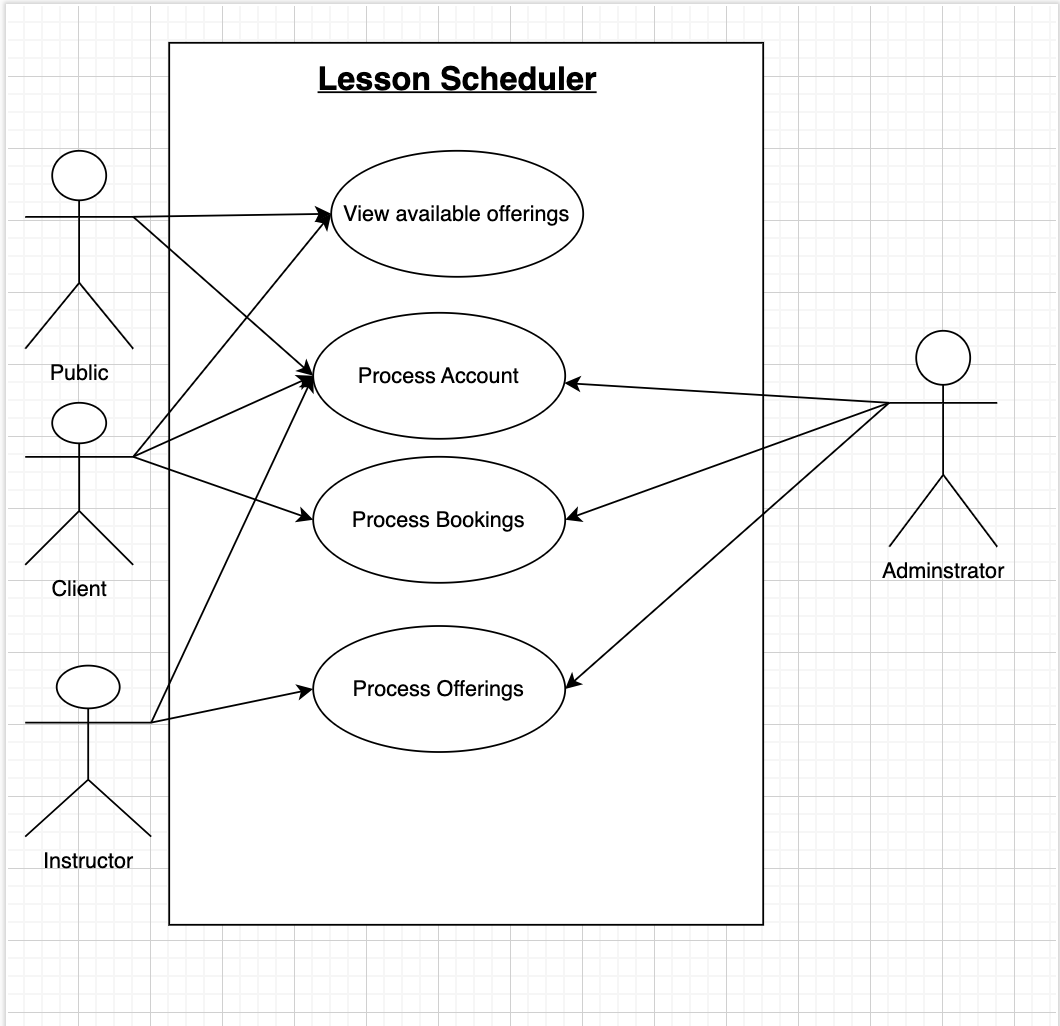 Lesson Scheduler
View available offerings
Public
Process Account
Client
Process Bookings
Adminstrator
Process Offerings
Instructor